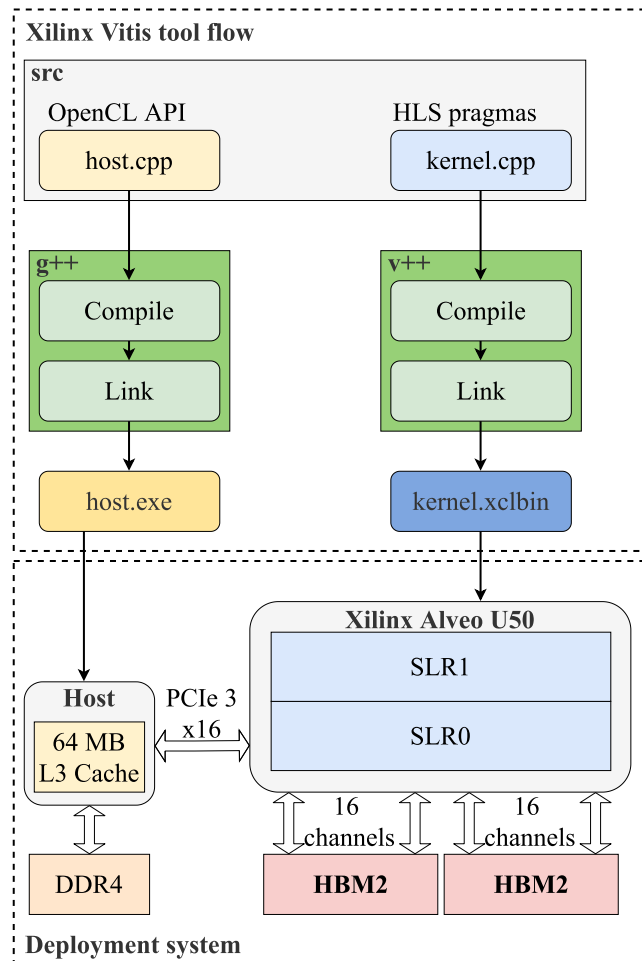 Xilinx Vitis tool flow
src
OpenCL API
HLS pragmas
host.cpp
kernel.cpp
g++
v++
Compile
Compile
Link
Link
host.exe
kernel.xclbin
Xilinx Alveo U50
SLR1
SLR0
Host
64 MB
L3 Cache
PCIe 3
x16
16
channels
16
channels
DDR4
HBM2
HBM2
Deployment system